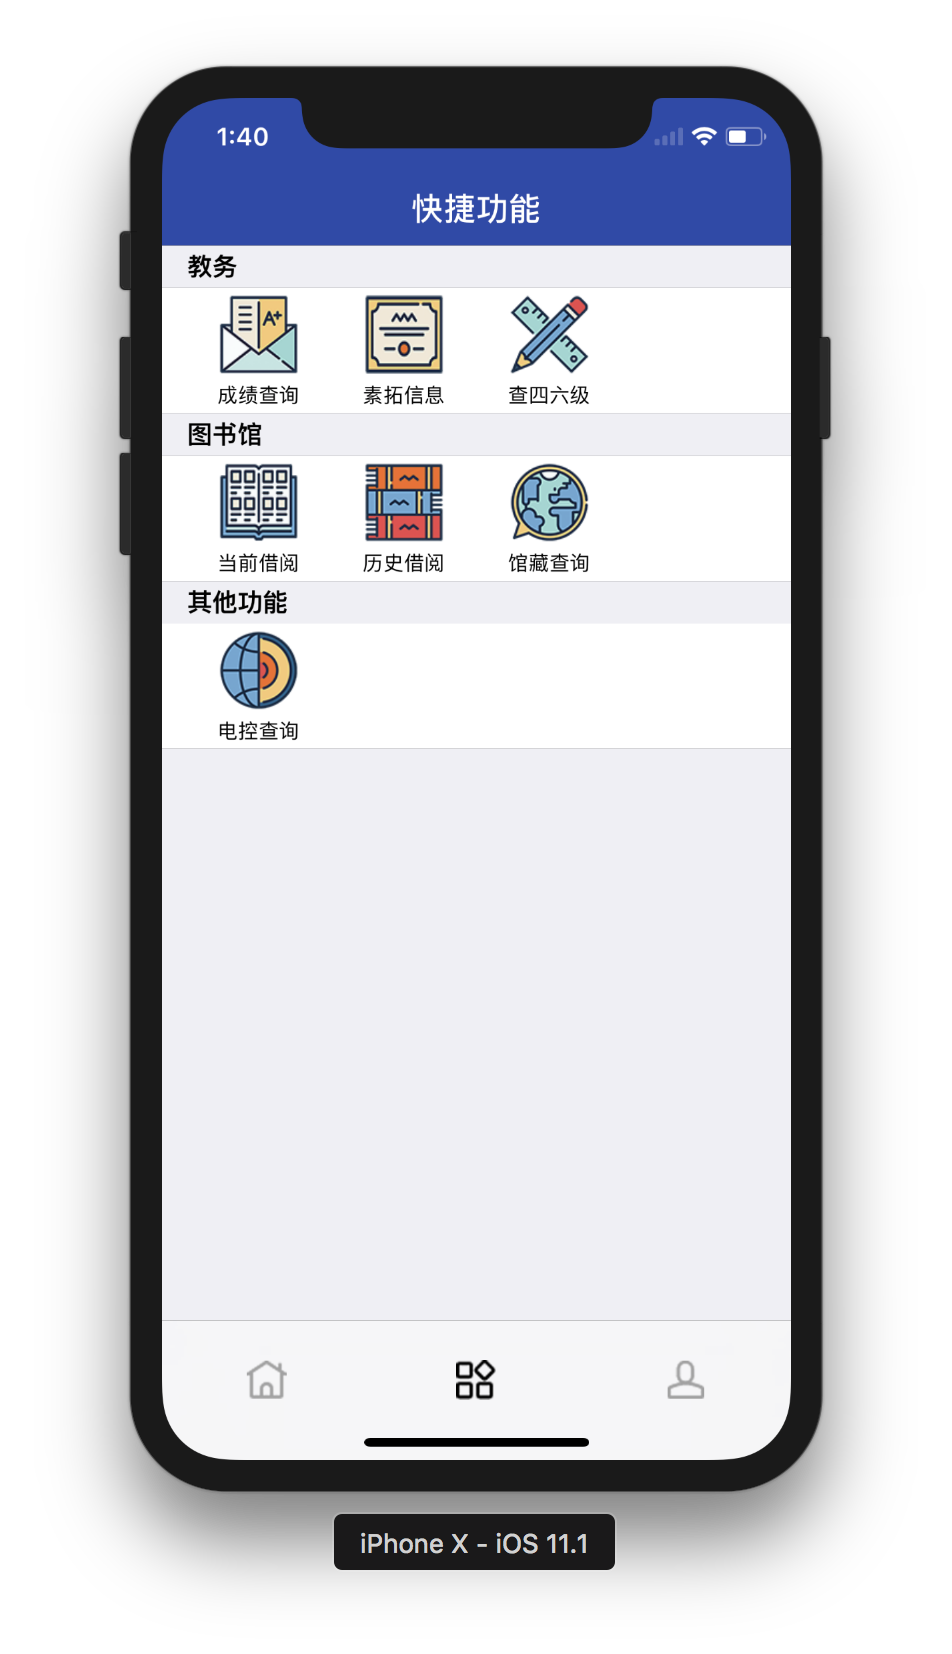 1:40
快捷功能
教务
A+
成绩查询 素拓信息 查四六级
图书馆
当前借阅 历史借阅 馆藏查询
其他功能
电控查询
iPhone X - iOS 11.1